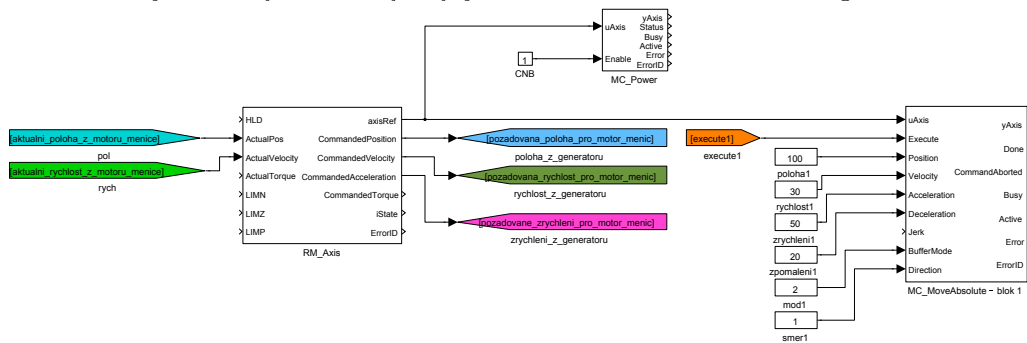 yAxis
Status
uAxis
Busy
Active
Enable
Error
ErrorID
1
CNB
MC_Power
HLD
axisRef
[aktualni_poloha_z_motoru_menice]
pol
ActualPos
CommandedPosition
[pozadovana_poloha_pro_motor_menic]
poloha_z_generatoru
[aktualni_rychlost_z_motoru_menice]
rych
ActualVelocity
CommandedVelocity
[pozadovana_rychlost_pro_motor_menic]
rychlost_z_generatoru
ActualTorque
CommandedAcceleration
LIMN
CommandedTorque
LIMZ
iState
[pozadovane_zrychleni_pro_motor_menic]
zrychleni_z_generatoru
LIMP
ErrorID
RM_Axis
[execute1]
execute1
100
poloha1
30
rychlost1
50
zrychleni1
20
zpomaleni1
2
mod1
1
smer1
uAxis
yAxis
Execute
Done
Position
CommandAborted
Velocity
Busy
Acceleration
Deceleration
Active
Jerk
Error
BufferMode
ErrorID
Direction
MC_MoveAbsolute - blok 1